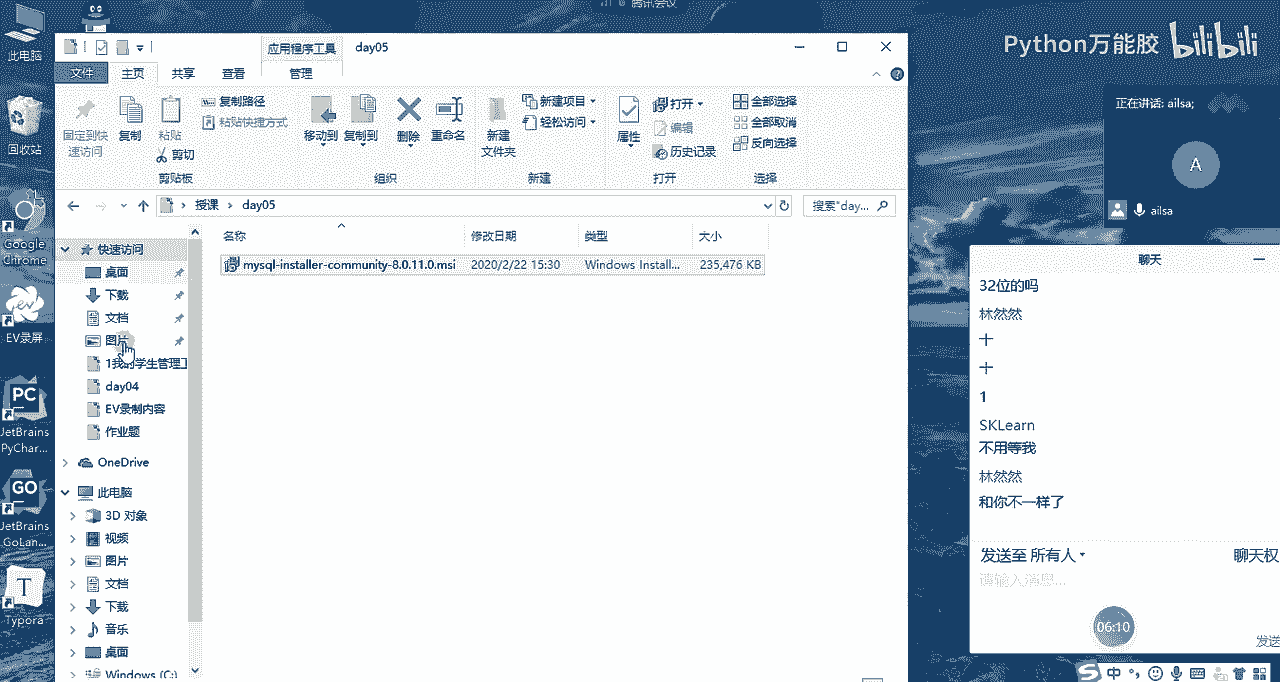 此电脑
回收站
Google
Chrome
EV录屏
PC
JetBrains
PyChar...
GO
JetBrains
GoLan...
T
Typora
腾讯会议
应用程序工具
day05
文件
主页
共享
查看
管理
固定到快
速访问
复制
粘贴
复制路径
粘贴快捷方式
剪切
剪贴板
移动到
复制到
删除
重命名
组织
新建
文件夹
新建项目
轻松访问
新建
属性
打开
编辑
历史记录
打开
全部选择
全部取消
反向选择
选择
授课 › day05
搜索"day...
名称
修改日期
类型
大小
mysql-installer-community-8.0.11.0.msi
2020/2/22 15:30
Windows Install...
235,476 KB
快速访问
桌面
下载
文档
图片
day04
EV录制内容
作业题
OneDrive
此电脑
3D 对象
视频
图片
文档
下载
音乐
桌面
Windows (C:)
Python万能胶 bilibili
正在讲话: ailsa;
A
ailsa
聊天
32位的吗
林然然
十
十
1
SKLearn
不用等我
林然然
和你不一样了
发送至 所有人
聊天权
请输入消息...
06:10
发送
中